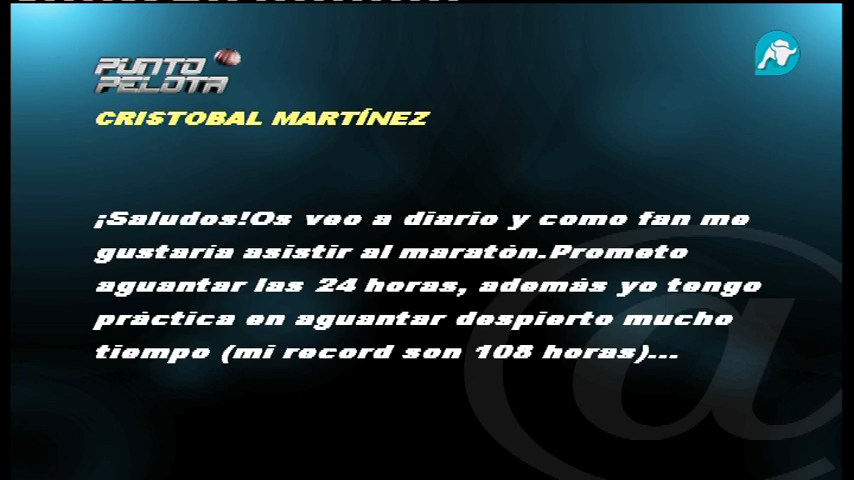 PUNTO
PELOTA
CRISTOBAL MARTÍNEZ
¡Saludos!Os veo a diario y como fan me
gustaría asistir al maratón.Prometo
aguantar las 24 horas, además yo tengo
práctica en aguantar despierto mucho
tiempo (mi record son 108 horas)...
@